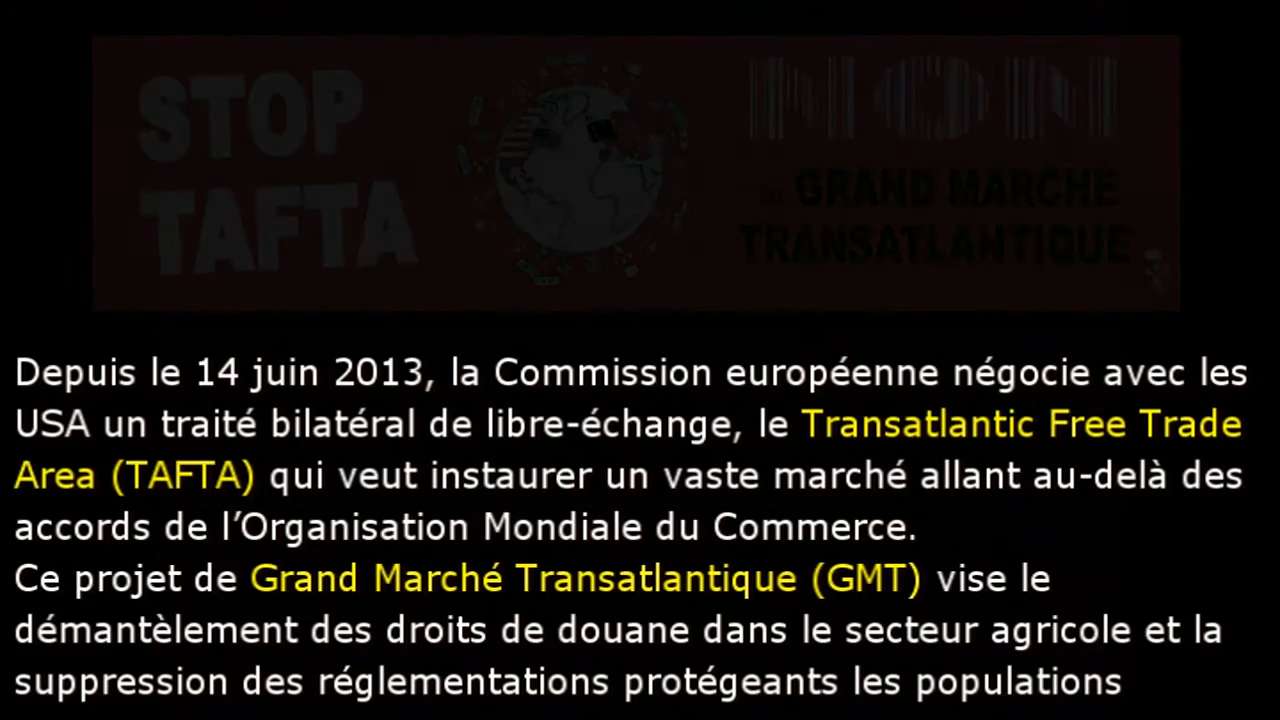 STOP
TAFTA
NON
au GRAND MARCHE
TRANSATLANTIQUE
Depuis le 14 juin 2013, la Commission européenne négocie avec les
USA un traité bilatéral de libre-échange, le Transatlantic Free Trade
Area (TAFTA) qui veut instaurer un vaste marché allant au-delà des
accords de l’Organisation Mondiale du Commerce.
Ce projet de Grand Marché Transatlantique (GMT) vise le
démantèlement des droits de douane dans le secteur agricole et la
suppression des réglementations protégeants les populations